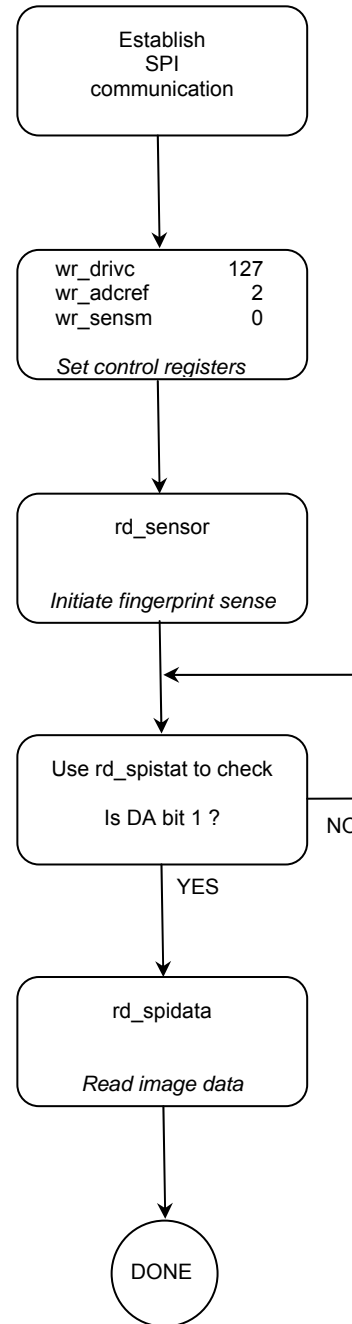 Establish
SPI
communication
wr_drivc 127
wr_adcref 2
wr_sensm 0
Set control registers
rd_sensor
Initiate fingerprint sense
Use rd_spistat to check
Is DA bit 1 ?
NO
YES
rd_spidata
Read image data
DONE